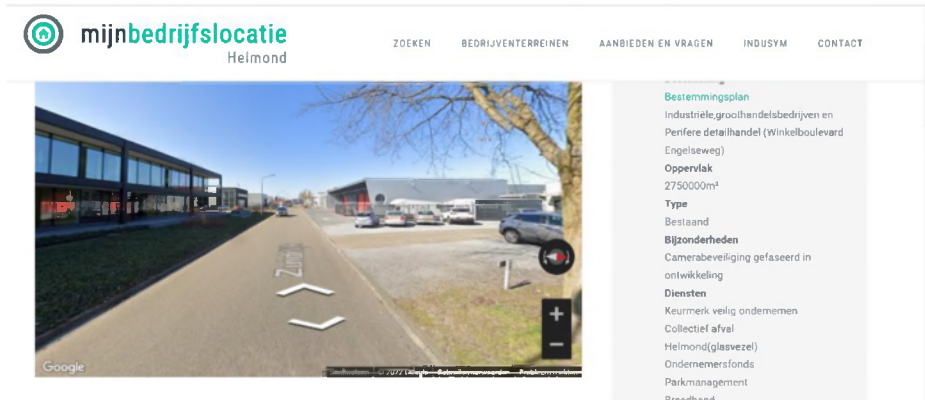 mijnbedrijfslocatie
Helmond
ZOEKEN
BEDRIJVENTERREINEN
AANBIEDEN EN VRAGEN
INDUSYM
CONTACT
Google
Bestemmingsplan
Industriële,groothandelsbedrijven en
Perifere detailhandel (Winkelboulevard
Engelseweg)
Oppervlak
2750000m²
Type
Bestaand
Bijzonderheden
Camerabeveiliging gefaseerd in
ontwikkeling
Diensten
Keurmerk veilig ondernemen
Collectief afval
Helmond(glasvezel)
Ondernemersfonds
Parkmanagement